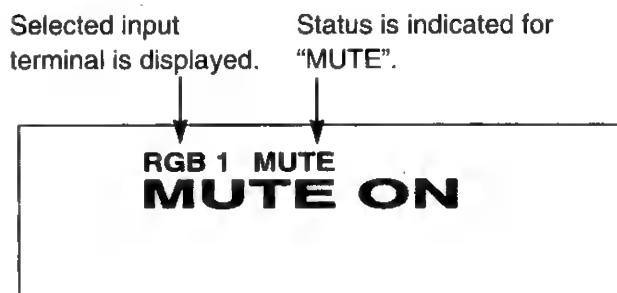 Selected input
terminal is displayed.
Status is indicated for
“MUTE”.
RGB 1 MUTE
MUTE ON